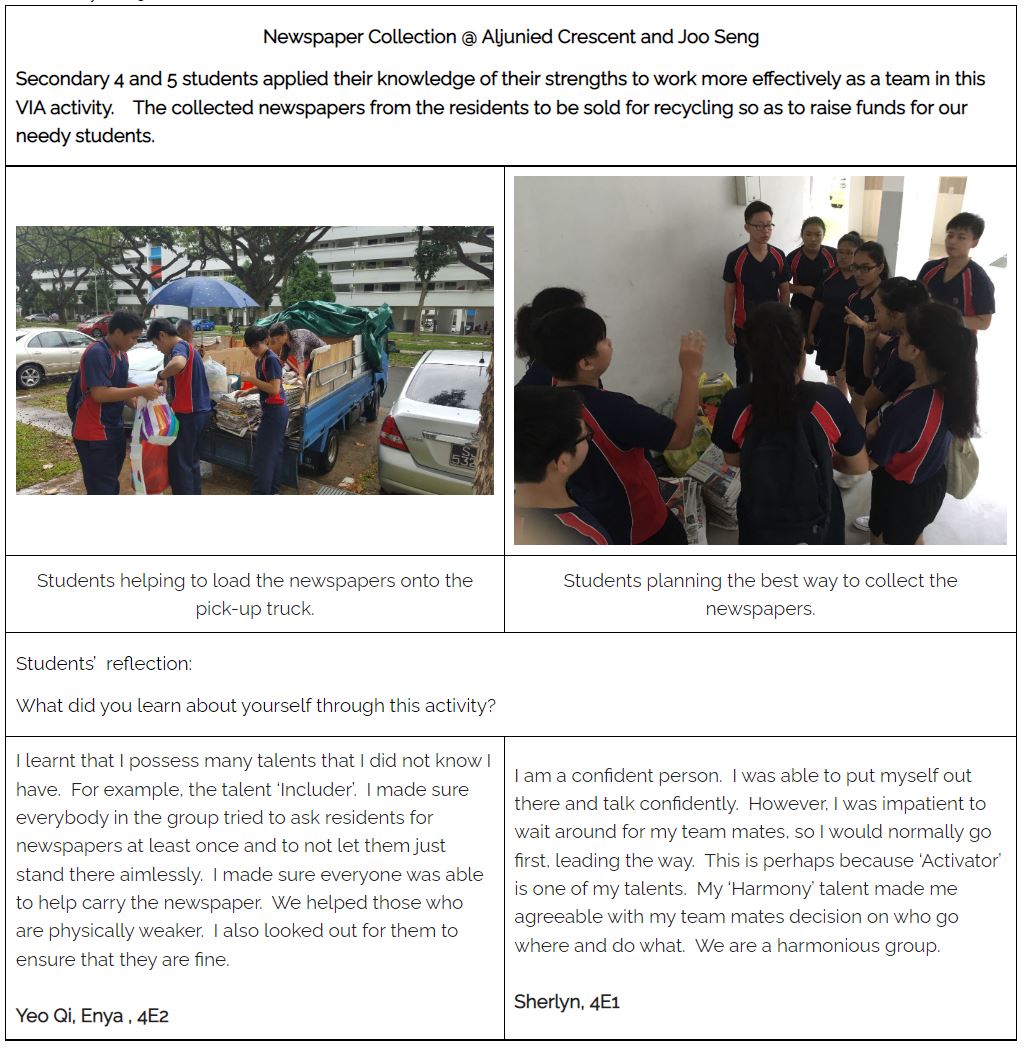 Newspaper Collection @ Aljunied Crescent and Joo Seng
Secondary 4 and 5 students applied their knowledge of their strengths to work more effectively as a team in this
VIA activity. The collected newspapers from the residents to be sold for recycling so as to raise funds for our
needy students.
Students helping to load the newspapers onto the
pick-up truck.
Students planning the best way to collect the
newspapers.
Students' reflection:
What did you learn about yourself through this activity?
I learnt that I possess many talents that I did not know I
have. For example, the talent 'Includer'. I made sure
everybody in the group tried to ask residents for
newspapers at least once and to not let them just
stand there aimlessly. I made sure everyone was able
to help carry the newspaper. We helped those who
are physically weaker. I also looked out for them to
ensure that they are fine.
Yeo Qi, Enya , 4E2
I am a confident person. I was able to put myself out
there and talk confidently. However, I was impatient to
wait around for my team mates, so I would normally go
first, leading the way. This is perhaps because 'Activator'
is one of my talents. My 'Harmony' talent made me
agreeable with my team mates decision on who go
where and do what. We are a harmonious group.
Sherlyn, 4E1